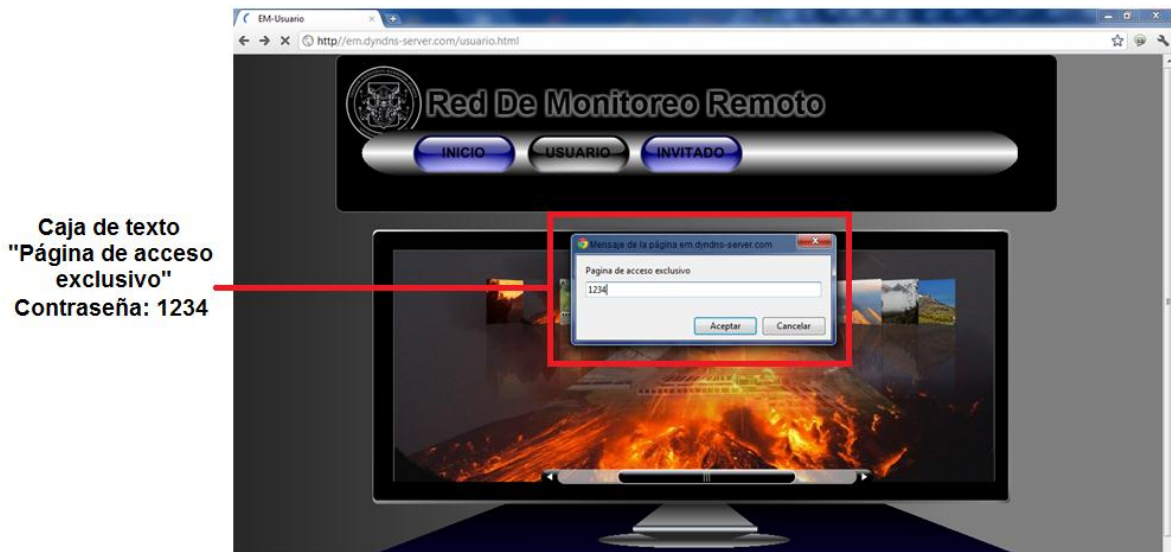 EM-Usuario
http//em.dyndns-server.com/usuario.html
Red De Monitoreo Remoto
INICIO
USUARIO
INVITADO
Caja de texto
"Página de acceso
exclusivo"
Contraseña: 1234
Mensaje de la página em.dyndns-server.com
Pagina de acceso exclusivo
1234
Aceptar
Cancelar